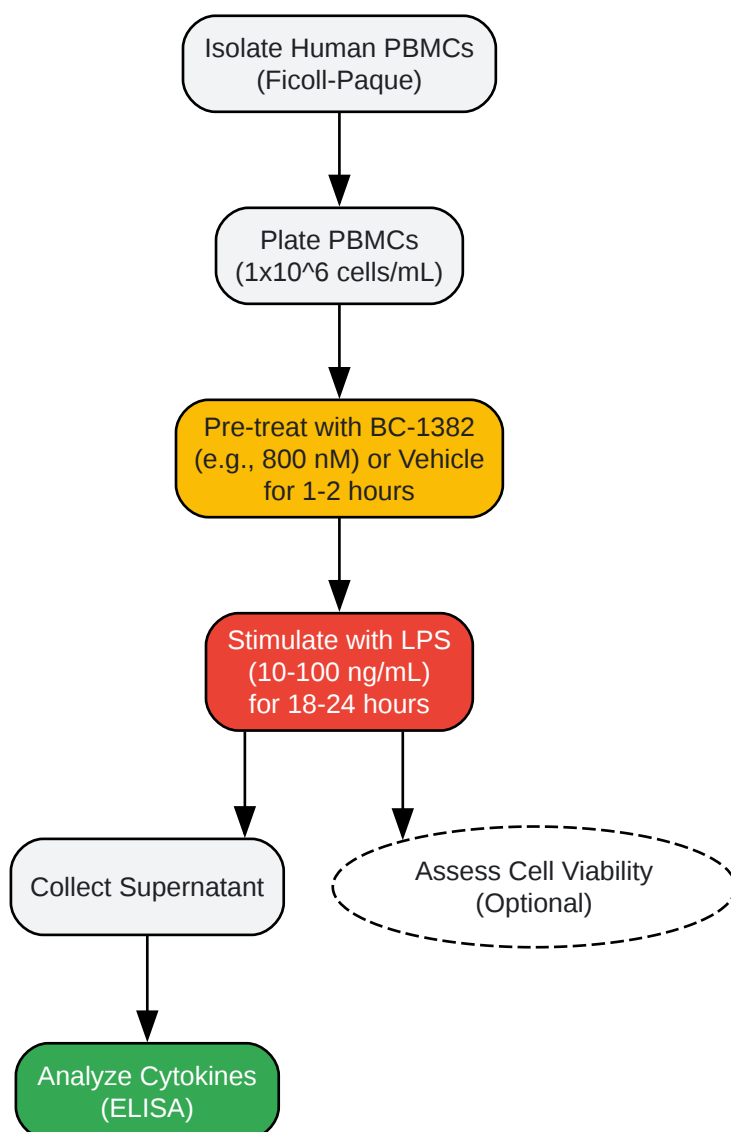 Isolate Human PBMCs
(Ficoll-Paque)
Plate PBMCs
(1x10^6 cells/mL)
Pre-treat with BC-1382
(e.g., 800 nM) or Vehicle
for 1-2 hours
Stimulate with LPS
(10-100 ng/mL)
for 18-24 hours
Collect Supernatant
Assess Cell Viability
(Optional)
Analyze Cytokines
(ELISA)